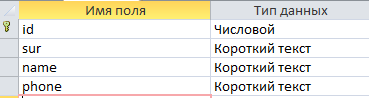 Имя поля Тип данных
id Числовой
sur Короткий текст
name Короткий текст
phone Короткий текст